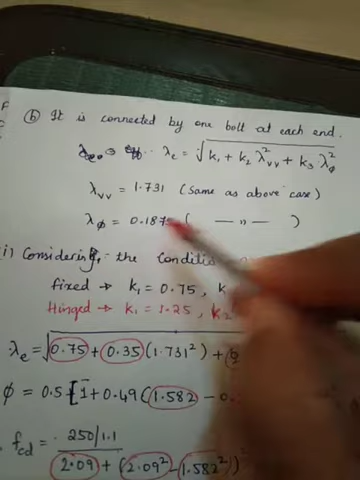 (b) It is connected by one bolt at each end.
λe = √k₁ + k₂ λ²vv + k₃ λ²φ
λvv = 1.731 (Same as above case)
λφ = 0.187 ( — " — )
(i) Considering the
fixed → k₁ = 0.75, k
Hinged → k₁ = 1.25, k₂
λe = √0.75 + 0.35 (1.731²) +
φ = 0.5 [1 + 0.49 (1.582 - 0.
fcd = 250/1.1
2.09 + (2.09² - 1.582²)